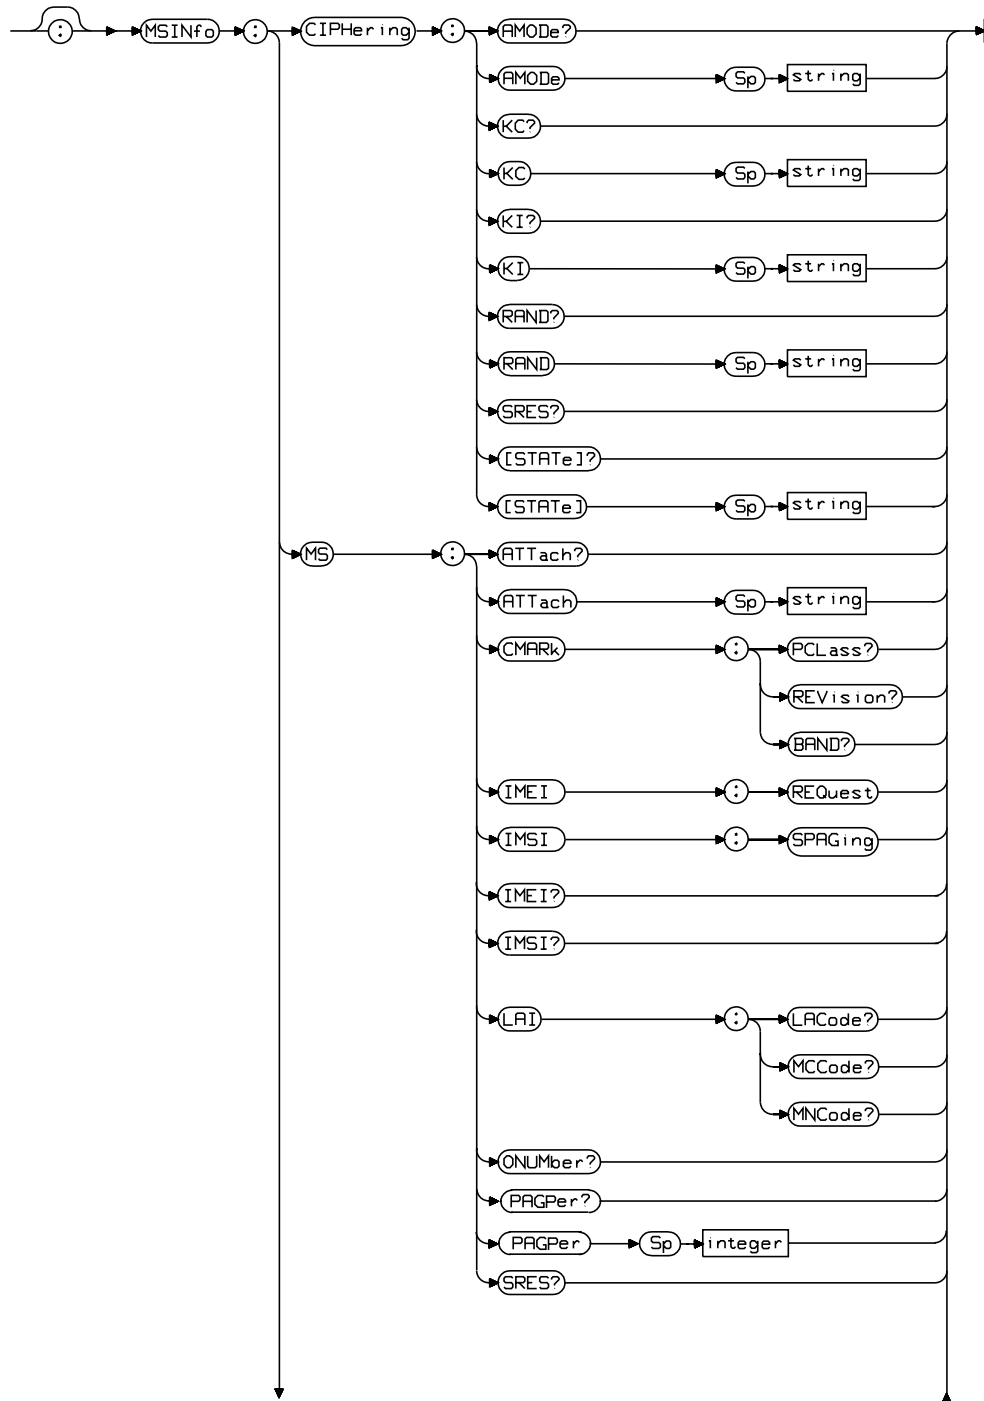 : MSINfo : CIPHering : AMODe?
AMODe Sp string
KC?
KC Sp string
KI?
KI Sp string
RAND?
RAND Sp string
SRES?
[STATe]?
[STATe] Sp string
MS : ATTach?
ATTach Sp string
CMARk : PCLass?
REVision?
BAND?
IMEI : REQuest
IMSI : SPAGing
IMEI?
IMSI?
LAI : LACode?
MCCode?
MNCode?
ONUMber?
PAGPer?
PAGPer Sp integer
SRES?